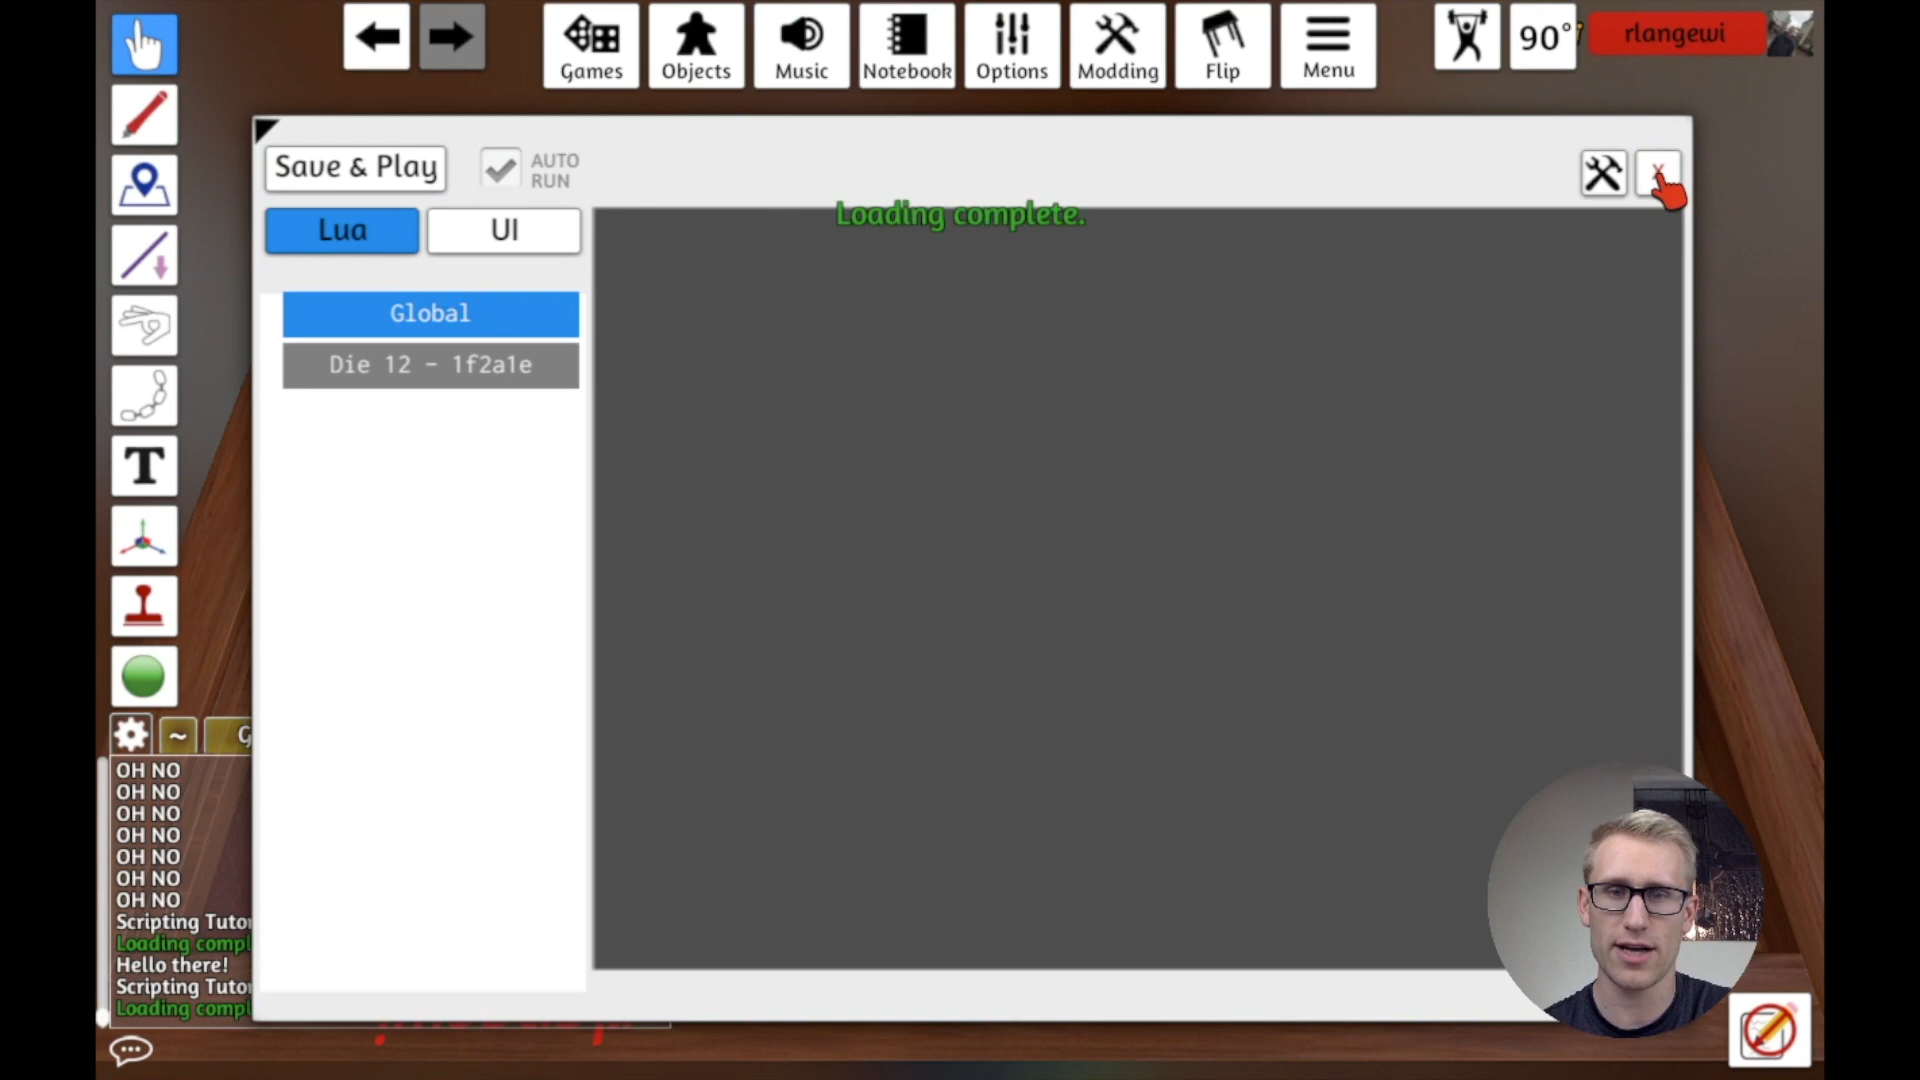 Games
Objects
Music
Notebook
Options
Modding
Flip
Menu
90°
rlangewi
Save & Play
AUTO
RUN
Loading complete.
Lua
UI
Global
Die 12 - 1f2a1e
T
~
G
OH NO
OH NO
OH NO
OH NO
OH NO
OH NO
OH NO
Scripting Tutor
Loading compl
Hello there!
Scripting Tutor
Loading compl